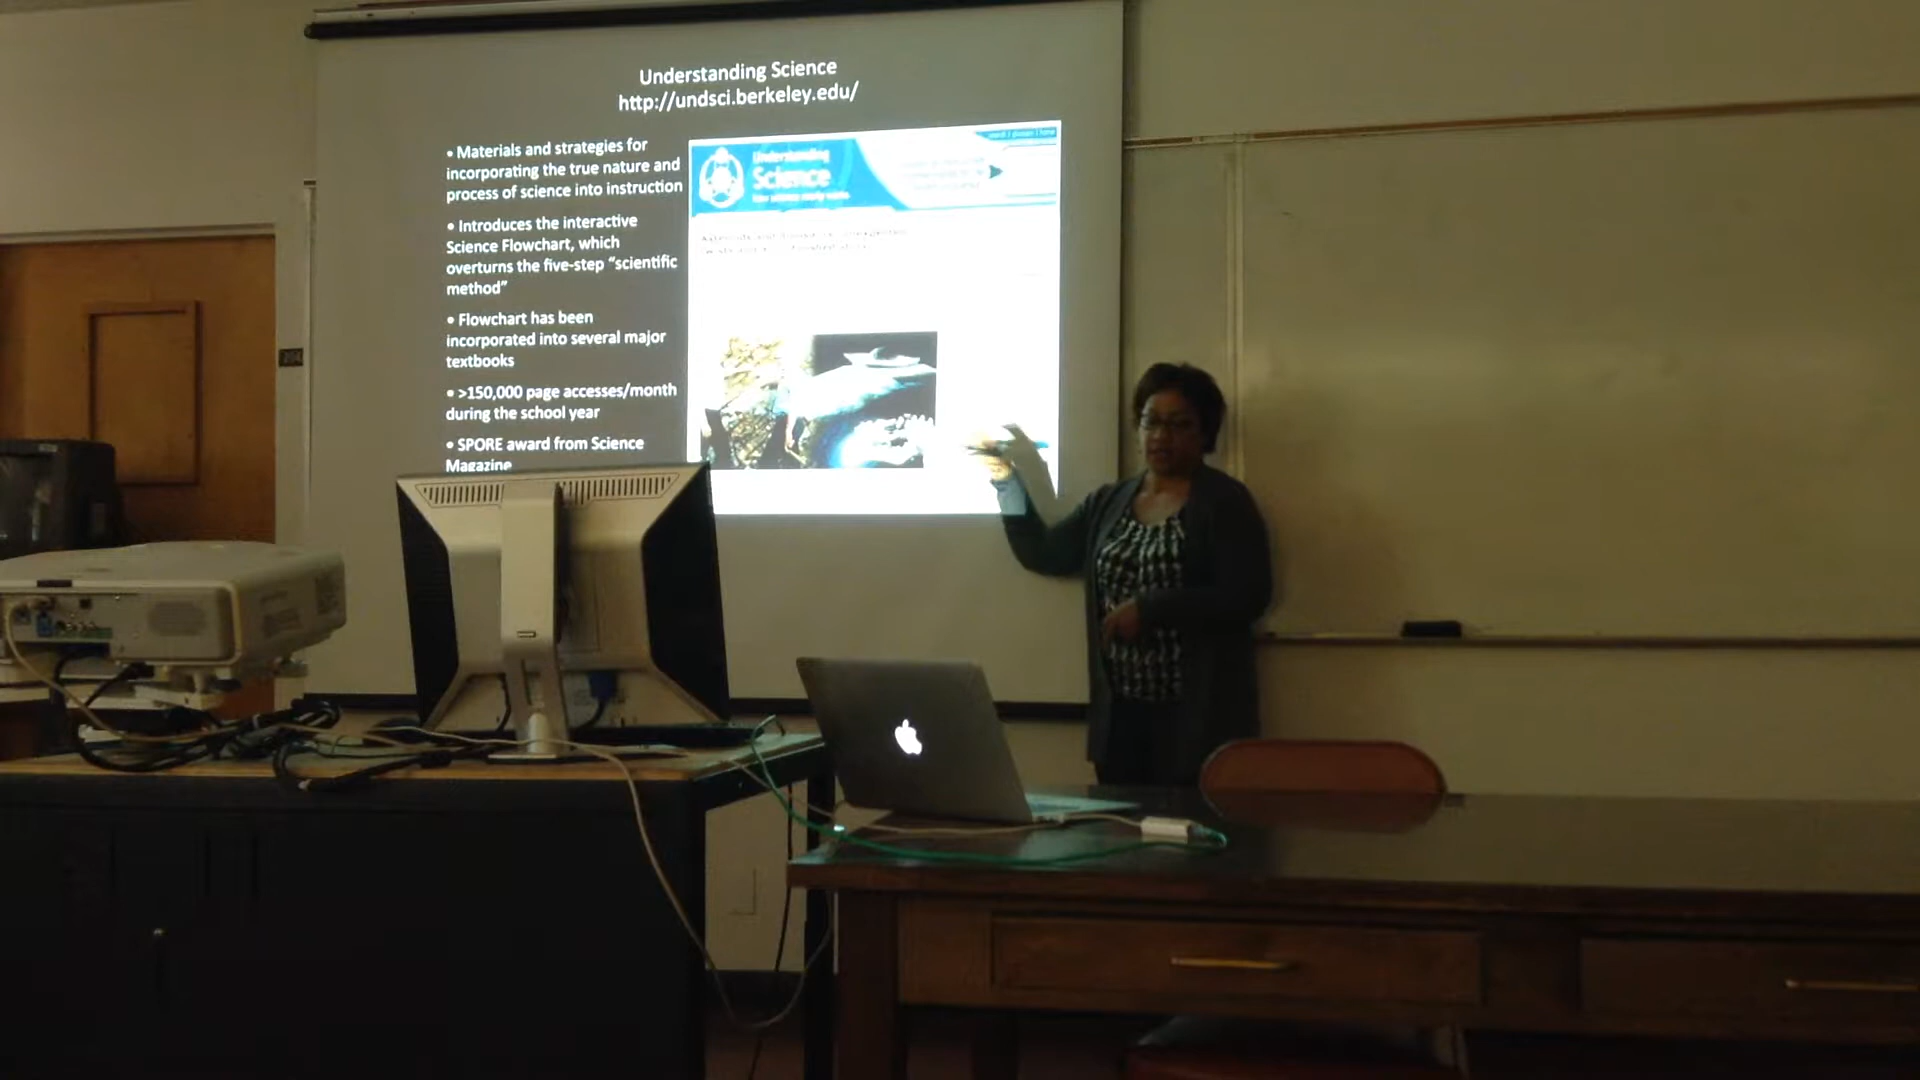 Understanding Science
http://undsci.berkeley.edu/
• Materials and strategies for
incorporating the true nature and
process of science into instruction
• Introduces the interactive
Science Flowchart, which
overturns the five-step “scientific
method”
• Flowchart has been
incorporated into several major
textbooks
• >150,000 page accesses/month
during the school year
• SPORE award from Science
Magazine
Understanding
Science